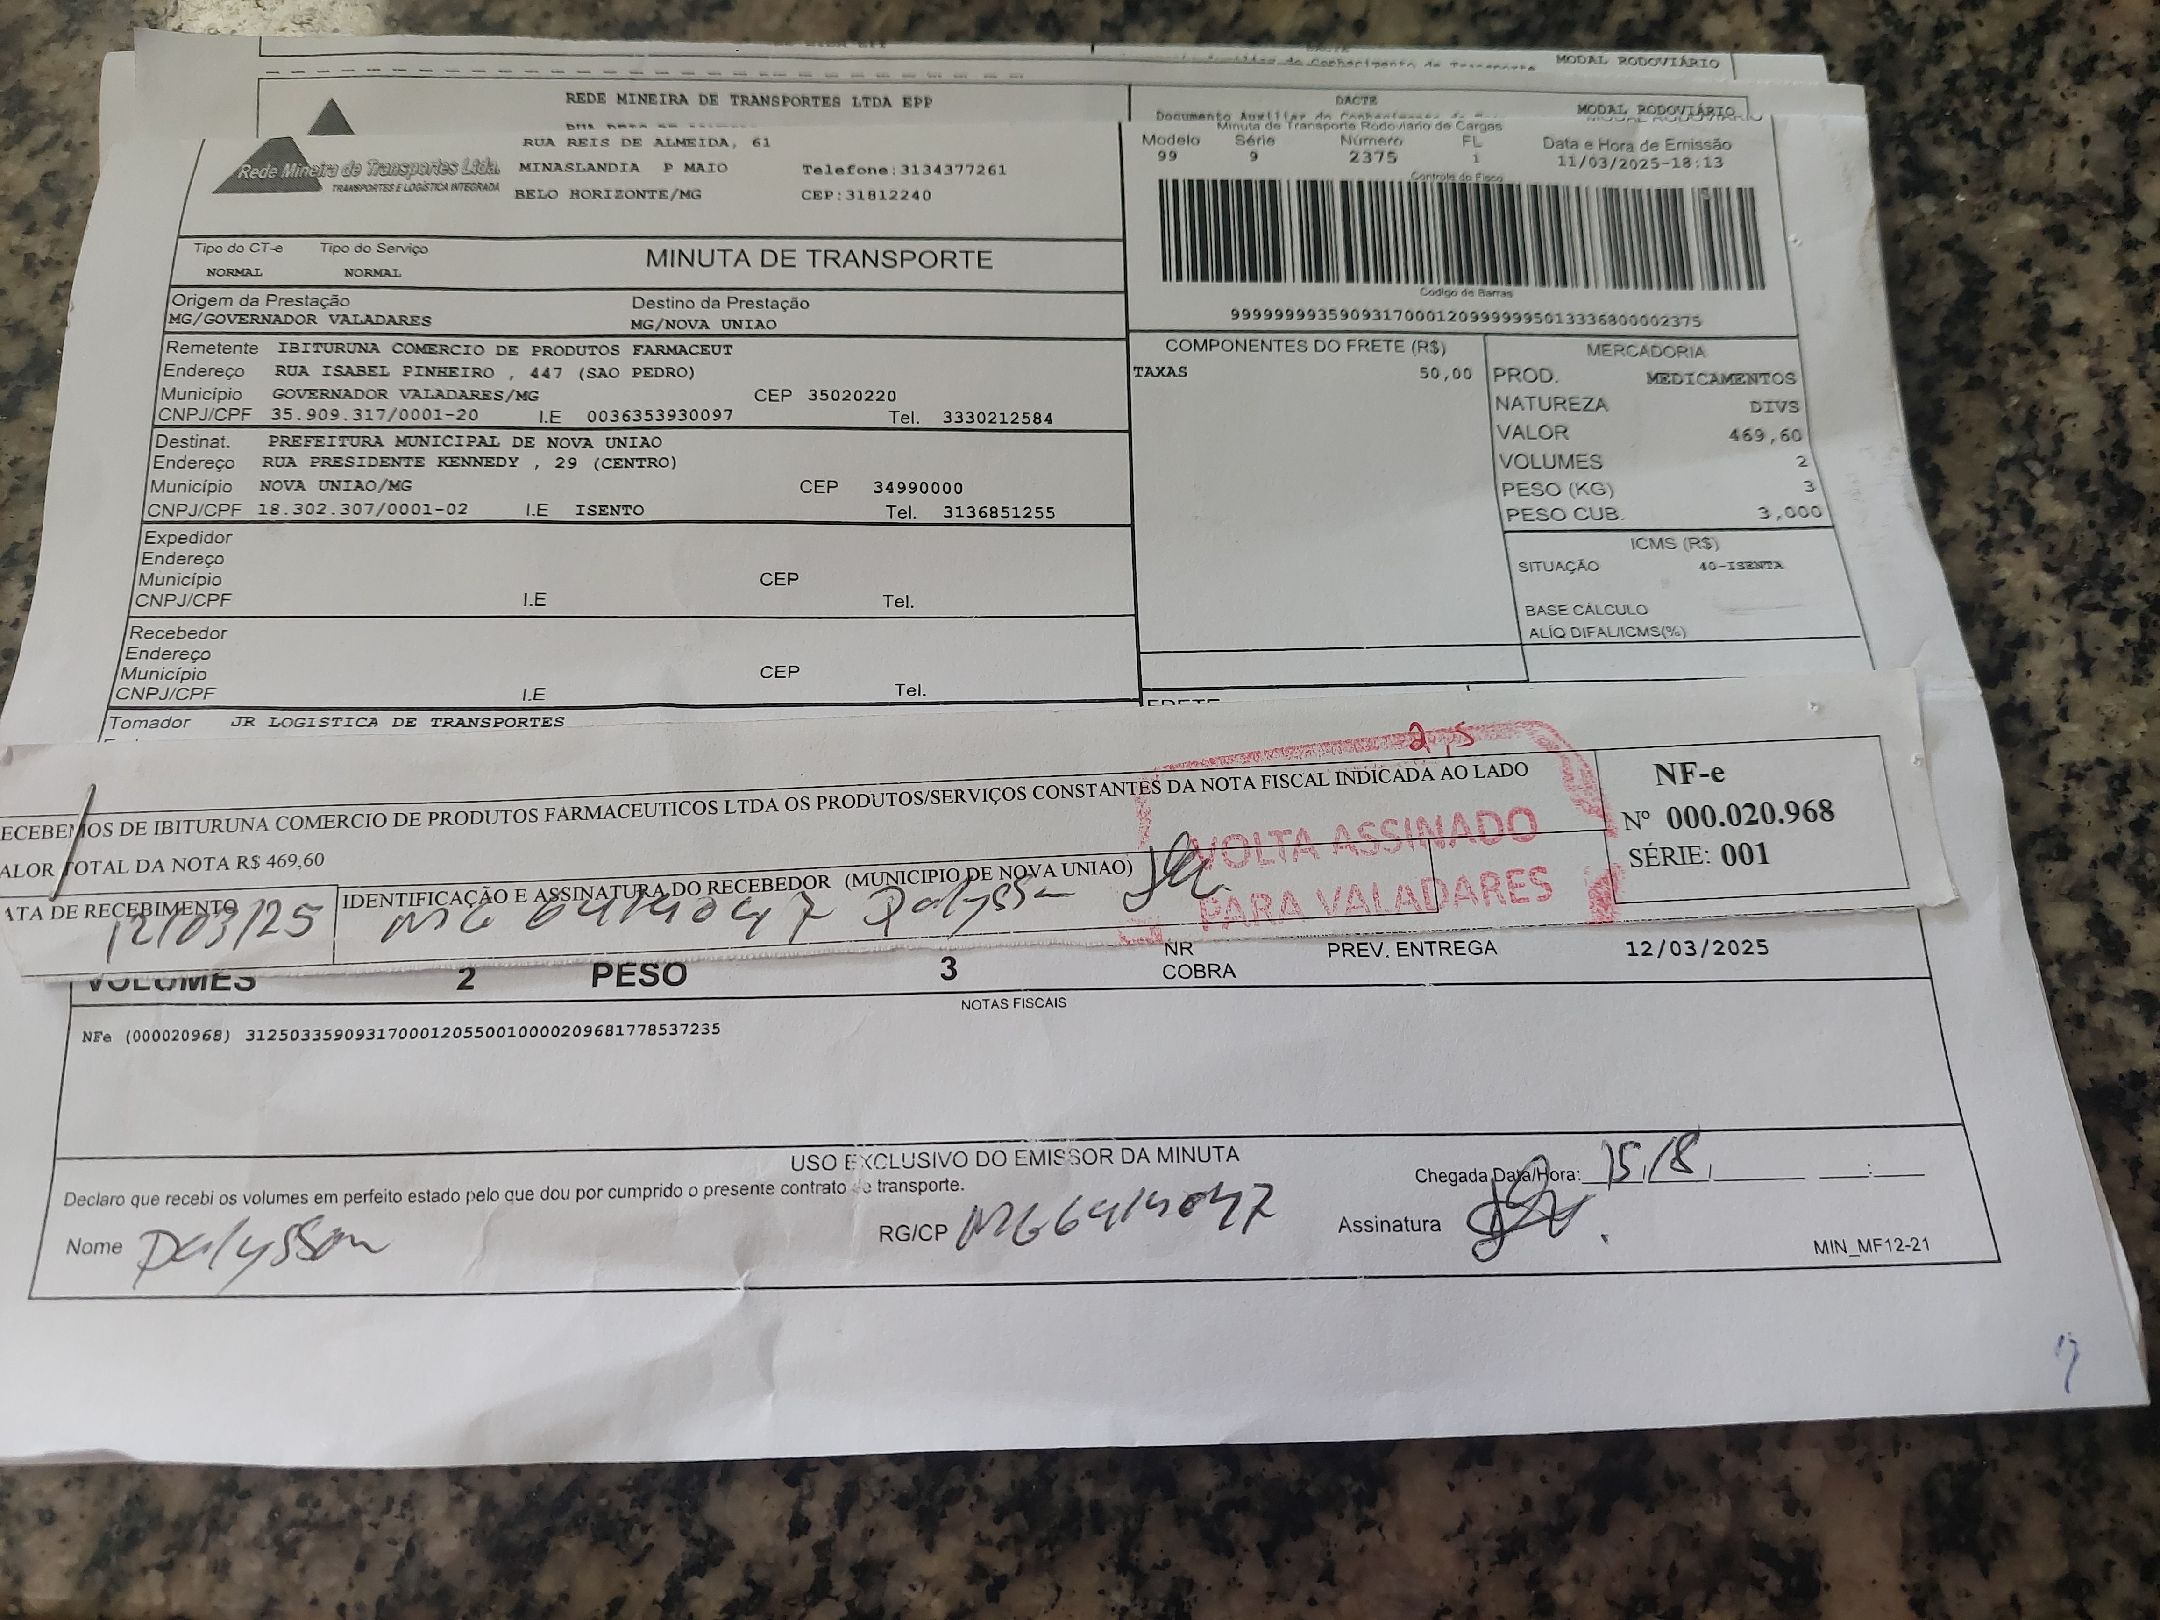 MODAL RODOVIÁRIO
REDE MINEIRA DE TRANSPORTES LTDA EPP
DACTE
MODAL RODOVIÁRIO
Documento Auxiliar do Conhecimento de
Minuta de Transporte Rodoviário de Cargas
RUA REIS DE ALMEIDA, 61
Modelo Série Número FL Data e Hora de Emissão
99 9 2375 1 11/03/2025-18:13
Rede Mineira de Transportes Ltda.
TRANSPORTES E LOGÍSTICA INTEGRADA
MINASLANDIA P MAIO Telefone:3134377261
BELO HORIZONTE/MG CEP:31812240
Controle do Fisco
Tipo do CT-e Tipo do Serviço
NORMAL NORMAL
MINUTA DE TRANSPORTE
Código de Barras
999999993590931700012099999995013336800002375
Origem da Prestação Destino da Prestação
MG/GOVERNADOR VALADARES MG/NOVA UNIAO
Remetente IBITURUNA COMERCIO DE PRODUTOS FARMACEUT
Endereço RUA ISABEL PINHEIRO , 447 (SAO PEDRO)
Município GOVERNADOR VALADARES/MG CEP 35020220
CNPJ/CPF 35.909.317/0001-20 I.E 0036353930097 Tel. 3330212584
Destinat. PREFEITURA MUNICIPAL DE NOVA UNIAO
Endereço RUA PRESIDENTE KENNEDY , 29 (CENTRO)
Município NOVA UNIAO/MG CEP 34990000
CNPJ/CPF 18.302.307/0001-02 I.E ISENTO Tel. 3136851255
Expedidor
Endereço
Município CEP
CNPJ/CPF I.E Tel.
Recebedor
Endereço
Município CEP
CNPJ/CPF I.E Tel.
Tomador JR LOGISTICA DE TRANSPORTES
COMPONENTES DO FRETE (R$)
TAXAS 50,00
MERCADORIA
PROD. MEDICAMENTOS
NATUREZA DIVS
VALOR 469,60
VOLUMES 2
PESO (KG) 3
PESO CUB. 3,000
ICMS (R$)
SITUAÇÃO 40-ISENTA
BASE CÁLCULO
ALÍQ DIFAL/ICMS(%)
ECEBEMOS DE IBITURUNA COMERCIO DE PRODUTOS FARMACEUTICOS LTDA OS PRODUTOS/SERVIÇOS CONSTANTES DA NOTA FISCAL INDICADA AO LADO
ALOR TOTAL DA NOTA R$ 469,60
ATA DE RECEBIMENTO
12/03/25
IDENTIFICAÇÃO E ASSINATURA DO RECEBEDOR (MUNICIPIO DE NOVA UNIAO)
MG 6414047 Dalysson
VOLTA ASSINADO
PARA VALADARES
NF-e
Nº 000.020.968
SÉRIE: 001
VOLUMES 2 PESO 3
NR
COBRA
PREV. ENTREGA 12/03/2025
NOTAS FISCAIS
NFe (000020968) 31250335909317000120550010000209681778537235
USO EXCLUSIVO DO EMISSOR DA MINUTA
Declaro que recebi os volumes em perfeito estado pelo que dou por cumprido o presente contrato de transporte.
Chegada Data/Hora: 15,18
Nome Dalysson
RG/CP MG6414047
Assinatura
MIN_MF12-21